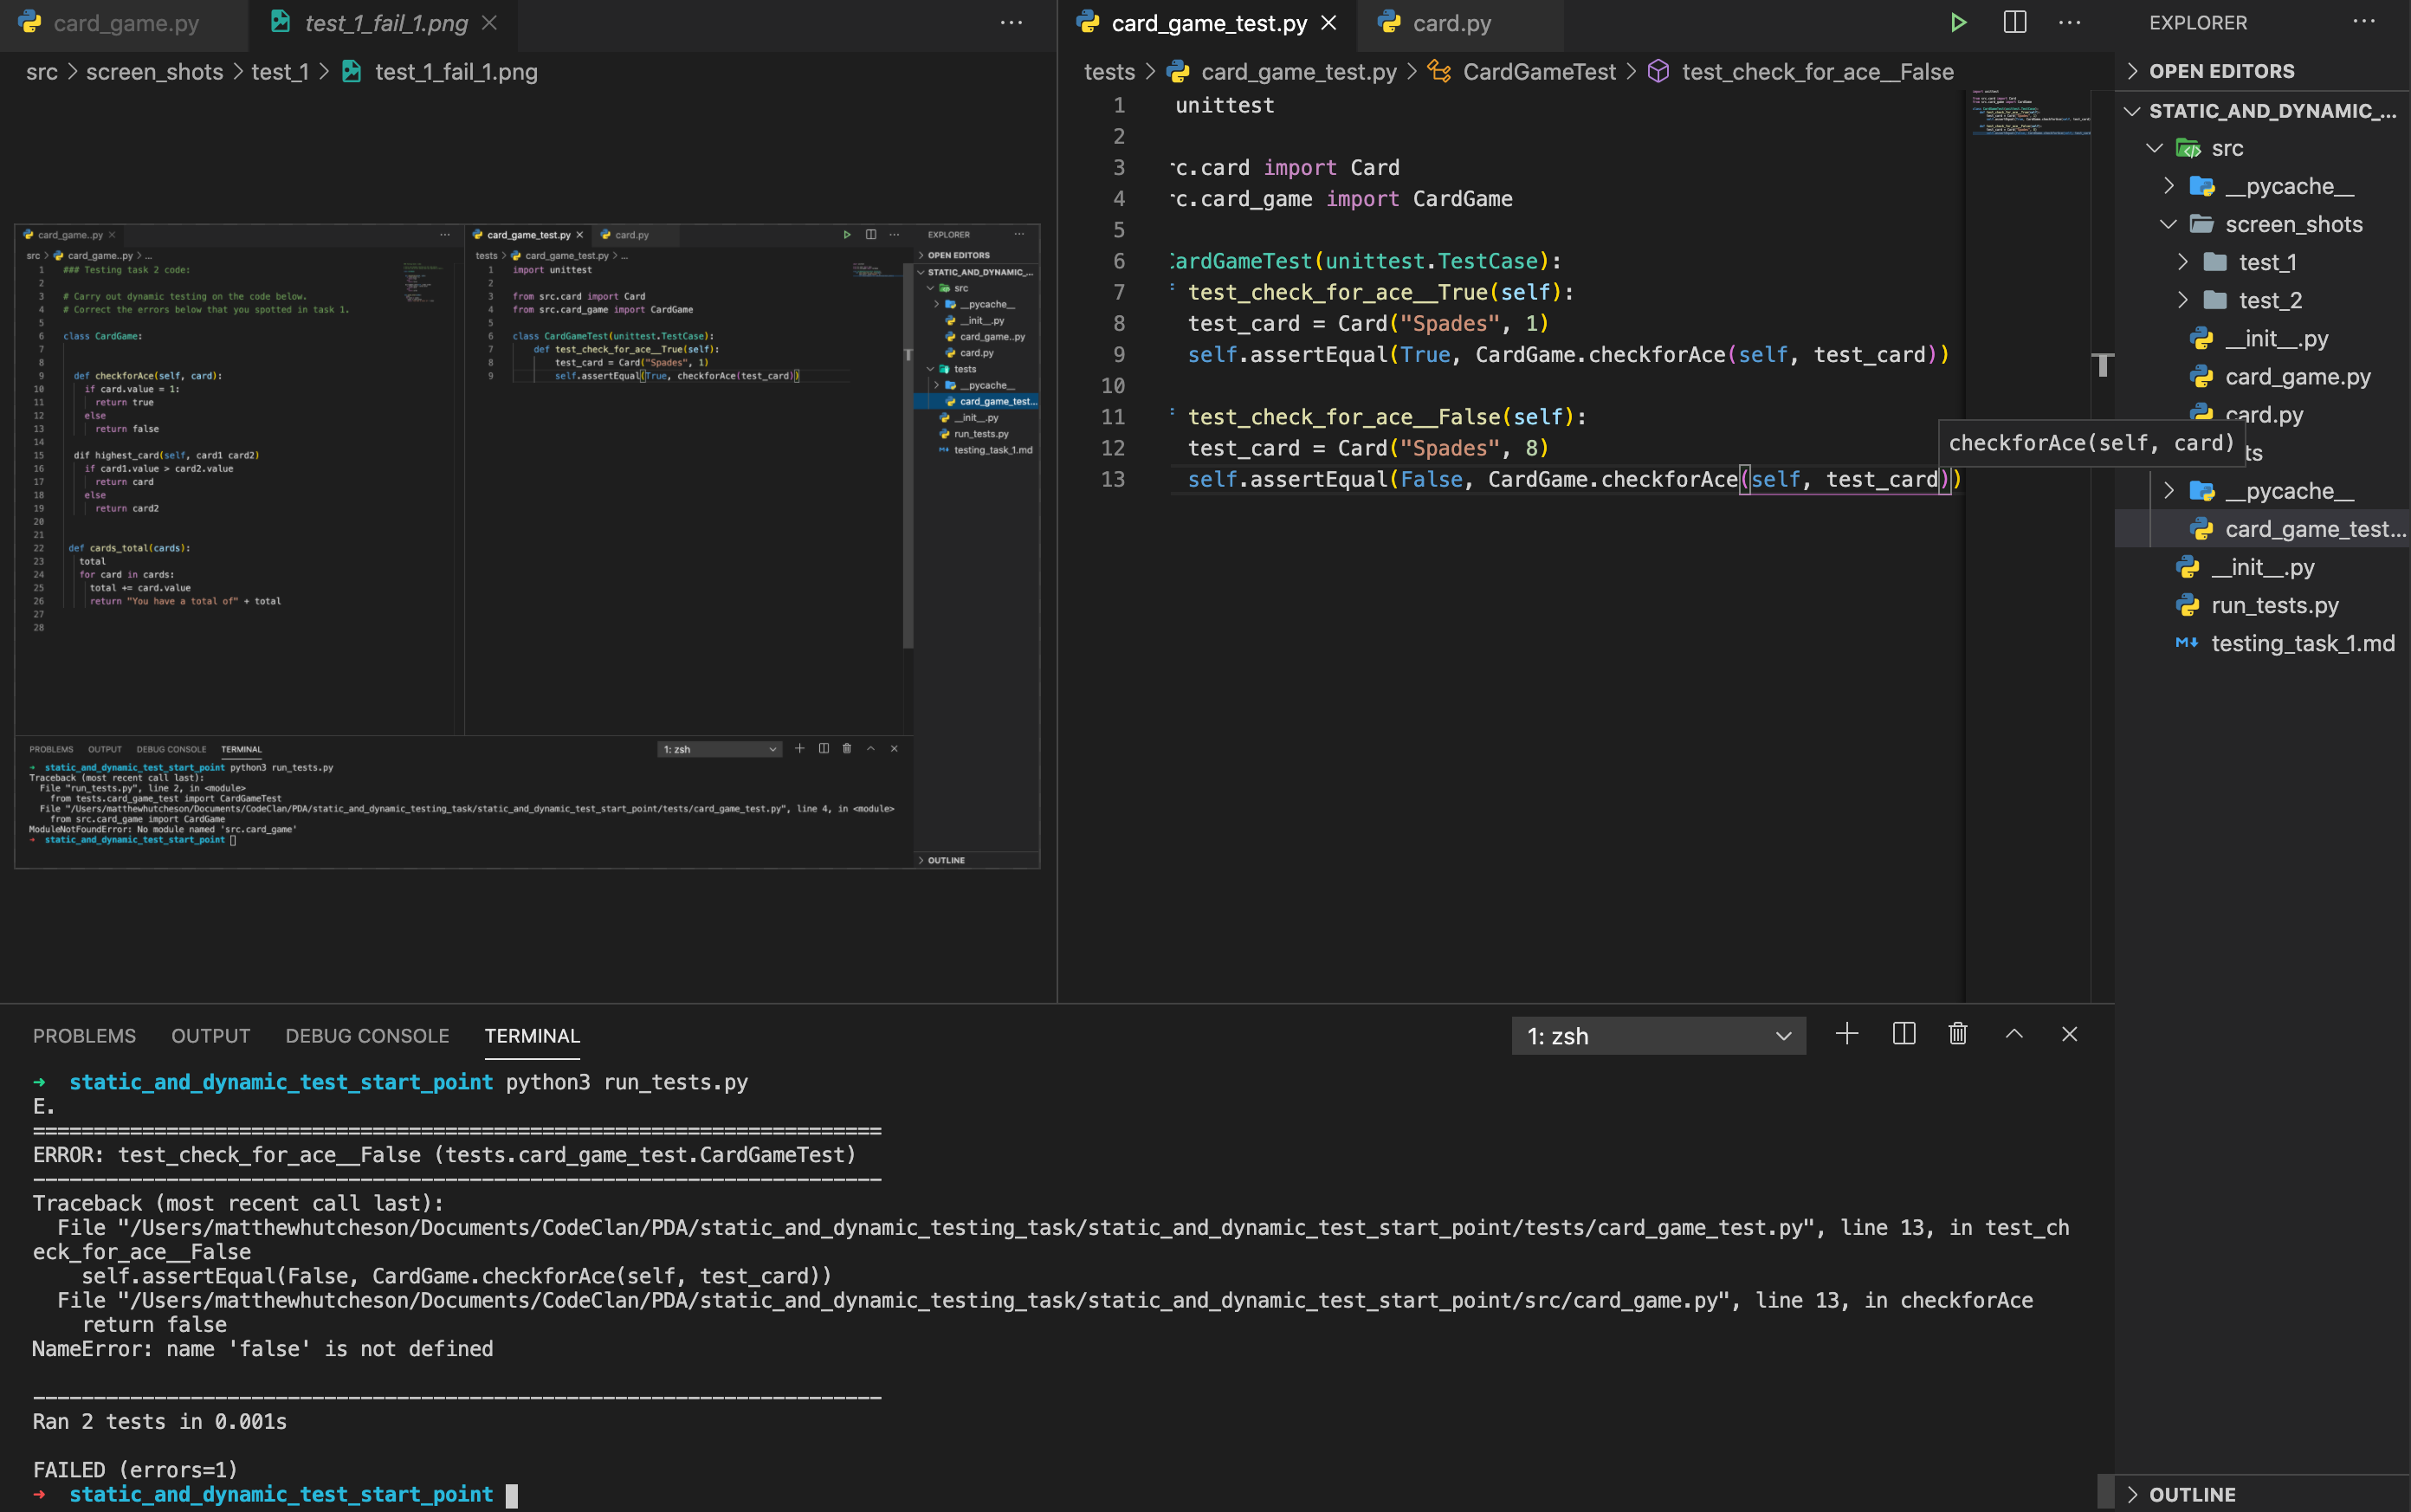 card_game.py
test_1_fail_1.png
src > screen_shots > test_1 > test_1_fail_1.png
card_game..py
src > card_game..py > ...
1 ### Testing task 2 code:
2
3 # Carry out dynamic testing on the code below.
4 # Correct the errors below that you spotted in task 1.
5
6 class CardGame:
7
8
9 def checkforAce(self, card):
10 if card.value = 1:
11 return true
12 else
13 return false
14
15 dif highest_card(self, card1 card2)
16 if card1.value > card2.value
17 return card
18 else
19 return card2
20
21
22 def cards_total(cards):
23 total
24 for card in cards:
25 total += card.value
26 return "You have a total of" + total
27
28
card_game_test.py
card.py
tests > card_game_test.py > ...
1 import unittest
2
3 from src.card import Card
4 from src.card_game import CardGame
5
6 class CardGameTest(unittest.TestCase):
7 def test_check_for_ace__True(self):
8 test_card = Card("Spades", 1)
9 self.assertEqual(True, checkforAce(test_card))
EXPLORER
OPEN EDITORS
STATIC_AND_DYNAMIC_...
src
__pycache__
__init__.py
card_game..py
card.py
tests
__pycache__
card_game_test...
__init__.py
run_tests.py
testing_task_1.md
OUTLINE
PROBLEMS OUTPUT DEBUG CONSOLE TERMINAL
1: zsh
→ static_and_dynamic_test_start_point python3 run_tests.py
Traceback (most recent call last):
File "run_tests.py", line 2, in <module>
from tests.card_game_test import CardGameTest
File "/Users/matthewhutcheson/Documents/CodeClan/PDA/static_and_dynamic_testing_task/static_and_dynamic_test_start_point/tests/card_game_test.py", line 4, in <module>
from src.card_game import CardGame
ModuleNotFoundError: No module named 'src.card_game'
→ static_and_dynamic_test_start_point
card_game_test.py
card.py
tests > card_game_test.py > CardGameTest > test_check_for_ace__False
1 unittest
2
3 rc.card import Card
4 rc.card_game import CardGame
5
6 CardGameTest(unittest.TestCase):
7 test_check_for_ace__True(self):
8 test_card = Card("Spades", 1)
9 self.assertEqual(True, CardGame.checkforAce(self, test_card))
10
11 test_check_for_ace__False(self):
12 test_card = Card("Spades", 8)
13 self.assertEqual(False, CardGame.checkforAce(self, test_card))
checkforAce(self, card)
EXPLORER
OPEN EDITORS
STATIC_AND_DYNAMIC_...
src
__pycache__
screen_shots
test_1
test_2
__init__.py
card_game.py
card.py
ts
__pycache__
card_game_test...
__init__.py
run_tests.py
testing_task_1.md
OUTLINE
PROBLEMS OUTPUT DEBUG CONSOLE TERMINAL
1: zsh
→ static_and_dynamic_test_start_point python3 run_tests.py
E.
======================================================================
ERROR: test_check_for_ace__False (tests.card_game_test.CardGameTest)
----------------------------------------------------------------------
Traceback (most recent call last):
File "/Users/matthewhutcheson/Documents/CodeClan/PDA/static_and_dynamic_testing_task/static_and_dynamic_test_start_point/tests/card_game_test.py", line 13, in test_ch
eck_for_ace__False
self.assertEqual(False, CardGame.checkforAce(self, test_card))
File "/Users/matthewhutcheson/Documents/CodeClan/PDA/static_and_dynamic_testing_task/static_and_dynamic_test_start_point/src/card_game.py", line 13, in checkforAce
return false
NameError: name 'false' is not defined
----------------------------------------------------------------------
Ran 2 tests in 0.001s
FAILED (errors=1)
→ static_and_dynamic_test_start_point